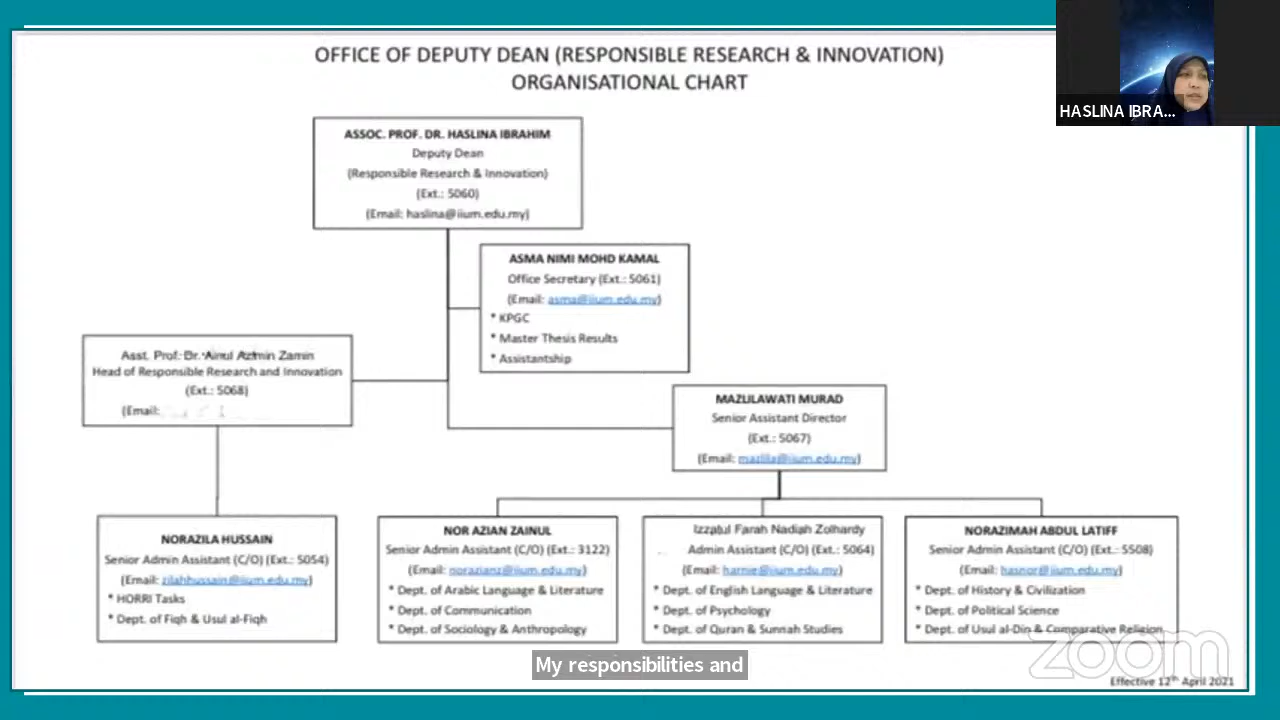 OFFICE OF DEPUTY DEAN (RESPONSIBLE RESEARCH & INNOVATION)
ORGANISATIONAL CHART
HASLINA IBRA...
ASSOC. PROF. DR. HASLINA IBRAHIM
Deputy Dean
(Responsible Research & Innovation)
(Ext.: 5060)
(Email: haslina@iium.edu.my)
ASMA NIMI MOHD KAMAL
Office Secretary (Ext.: 5061)
(Email: asma@iium.edu.my)
* KPGC
* Master Thesis Results
* Assistantship
Asst. Prof. Dr. Ainul Azmin Zamin
Head of Responsible Research and Innovation
(Ext.: 5068)
(Email:
MAZLILAWATI MURAD
Senior Assistant Director
(Ext.: 5067)
(Email: mazlila@iium.edu.my)
NORAZILA HUSSAIN
Senior Admin Assistant (C/O) (Ext.: 5054)
(Email: zilahhussain@iium.edu.my)
* HORRI Tasks
* Dept. of Fiqh & Usul al-Fiqh
NOR AZIAN ZAINUL
Senior Admin Assistant (C/O) (Ext.: 3122)
(Email: norazianz@iium.edu.my)
* Dept. of Arabic Language & Literature
* Dept. of Communication
* Dept. of Sociology & Anthropology
Izzatul Farah Nadiah Zolhardy
Admin Assistant (C/O) (Ext.: 5064)
(Email: harnie@iium.edu.my)
* Dept. of English Language & Literature
* Dept. of Psychology
* Dept. of Quran & Sunnah Studies
NORAZIMAH ABDUL LATIFF
Senior Admin Assistant (C/O) (Ext.: 5508)
(Email: hasnor@iium.edu.my)
* Dept. of History & Civilization
* Dept. of Political Science
* Dept. of Usul al-Din & Comparative Religion
zoom
My responsibilities and
Effective 12th April 2021